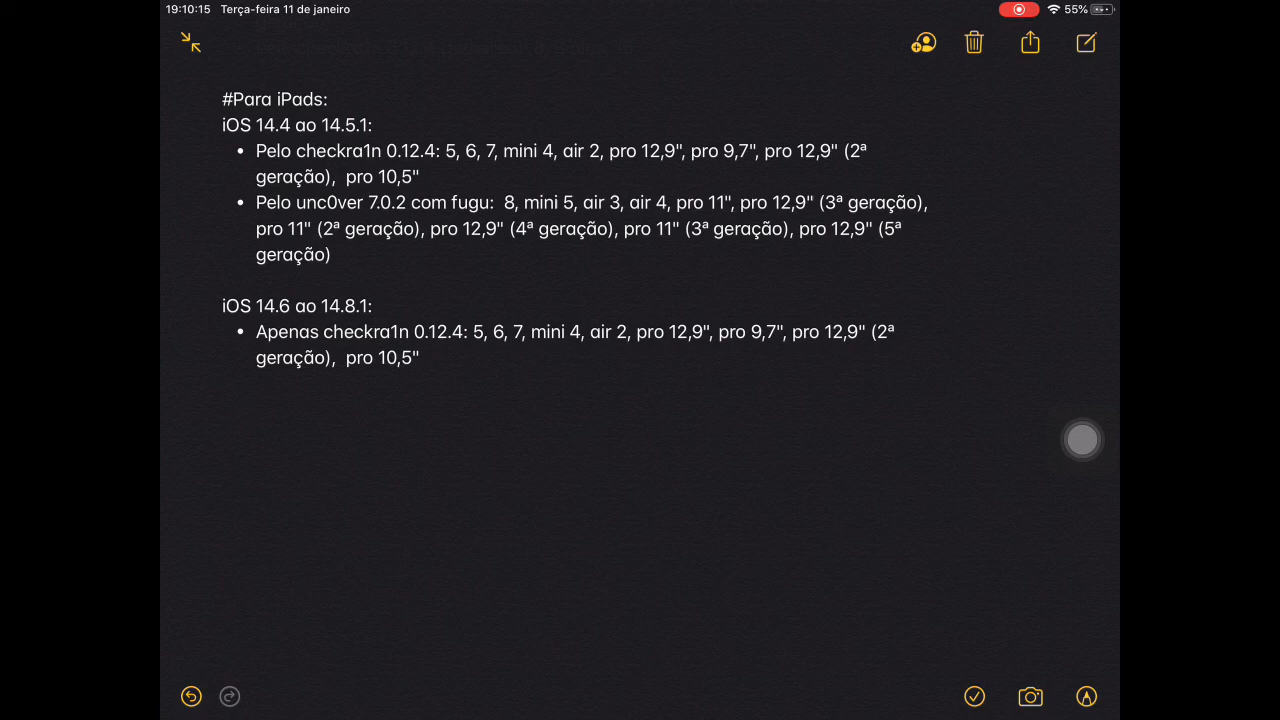 19:10:15 Terça-feira 11 de janeiro 55%
#Para iPads:
iOS 14.4 ao 14.5.1:
• Pelo checkra1n 0.12.4: 5, 6, 7, mini 4, air 2, pro 12,9", pro 9,7", pro 12,9" (2ª
geração), pro 10,5"
• Pelo unc0ver 7.0.2 com fugu: 8, mini 5, air 3, air 4, pro 11", pro 12,9" (3ª geração),
pro 11" (2ª geração), pro 12,9" (4ª geração), pro 11" (3ª geração), pro 12,9" (5ª
geração)
iOS 14.6 ao 14.8.1:
• Apenas checkra1n 0.12.4: 5, 6, 7, mini 4, air 2, pro 12,9", pro 9,7", pro 12,9" (2ª
geração), pro 10,5"